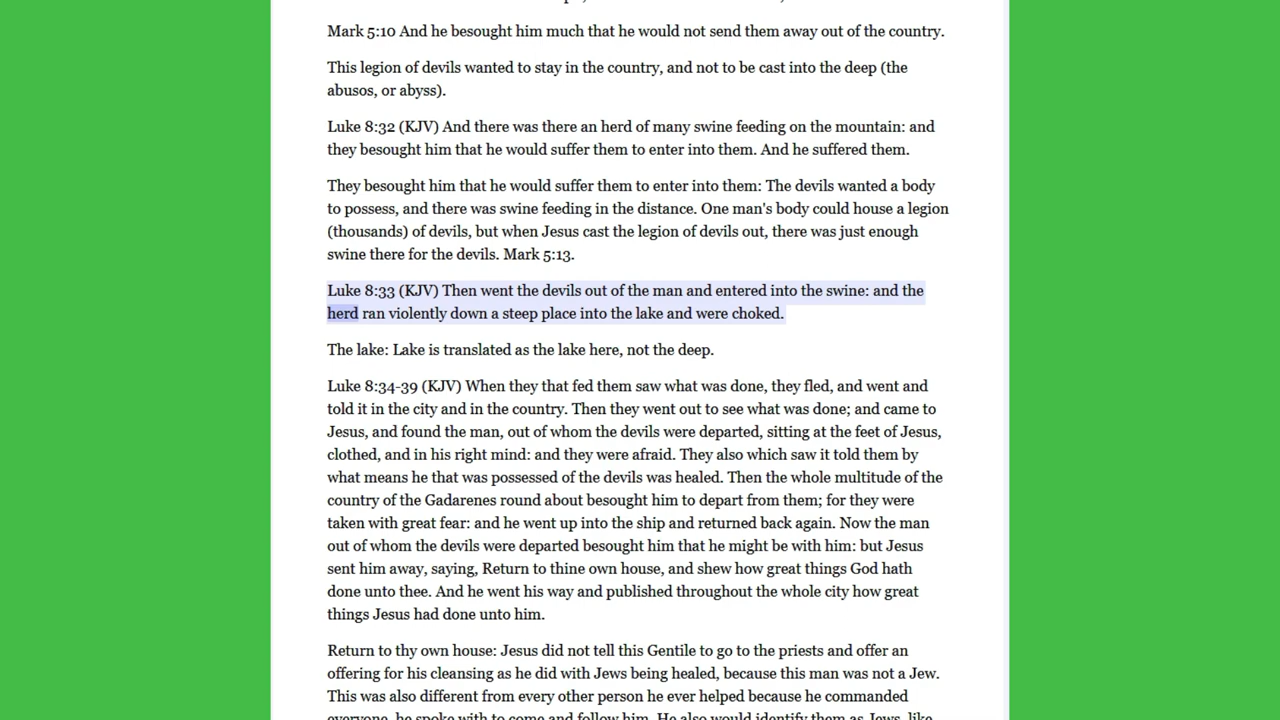 Mark 5:10 And he besought him much that he would not send them away out of the country.
This legion of devils wanted to stay in the country, and not to be cast into the deep (the
abusos, or abyss).
Luke 8:32 (KJV) And there was there an herd of many swine feeding on the mountain: and
they besought him that he would suffer them to enter into them. And he suffered them.
They besought him that he would suffer them to enter into them: The devils wanted a body
to possess, and there was swine feeding in the distance. One man's body could house a legion
(thousands) of devils, but when Jesus cast the legion of devils out, there was just enough
swine there for the devils. Mark 5:13.
Luke 8:33 (KJV) Then went the devils out of the man and entered into the swine: and the
herd ran violently down a steep place into the lake and were choked.
The lake: Lake is translated as the lake here, not the deep.
Luke 8:34-39 (KJV) When they that fed them saw what was done, they fled, and went and
told it in the city and in the country. Then they went out to see what was done; and came to
Jesus, and found the man, out of whom the devils were departed, sitting at the feet of Jesus,
clothed, and in his right mind: and they were afraid. They also which saw it told them by
what means he that was possessed of the devils was healed. Then the whole multitude of the
country of the Gadarenes round about besought him to depart from them; for they were
taken with great fear: and he went up into the ship and returned back again. Now the man
out of whom the devils were departed besought him that he might be with him: but Jesus
sent him away, saying, Return to thine own house, and shew how great things God hath
done unto thee. And he went his way and published throughout the whole city how great
things Jesus had done unto him.
Return to thy own house: Jesus did not tell this Gentile to go to the priests and offer an
offering for his cleansing as he did with Jews being healed, because this man was not a Jew.
This was also different from every other person he ever helped because he commanded
everyone, he spoke with to come and follow him. He also would identify them as Jews, like